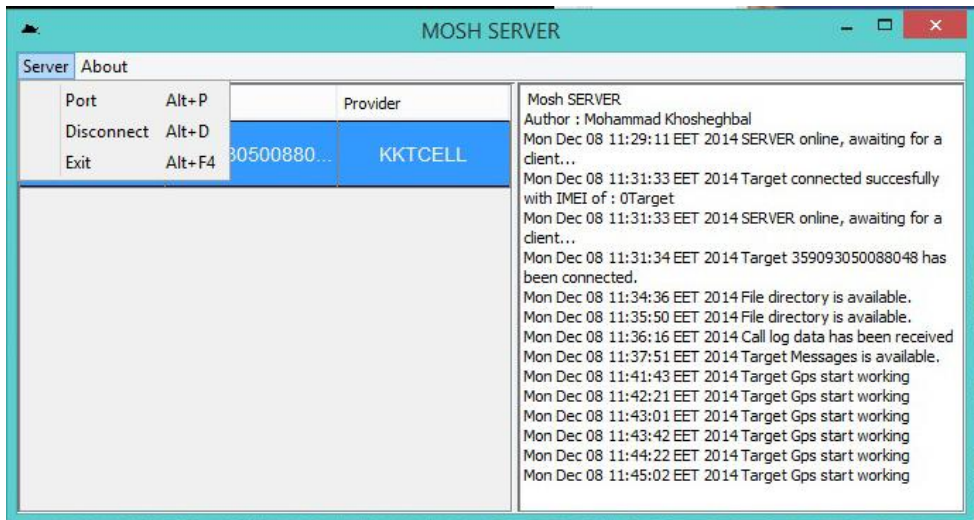 MOSH SERVER
Server About
Port Alt+P
Disconnect Alt+D
Exit Alt+F4
Provider
30500880... KKTCELL
Mosh SERVER
Author : Mohammad Khosheghbal
Mon Dec 08 11:29:11 EET 2014 SERVER online, awaiting for a
client...
Mon Dec 08 11:31:33 EET 2014 Target connected succesfully
with IMEI of : 0Target
Mon Dec 08 11:31:33 EET 2014 SERVER online, awaiting for a
client...
Mon Dec 08 11:31:34 EET 2014 Target 359093050088048 has
been connected.
Mon Dec 08 11:34:36 EET 2014 File directory is available.
Mon Dec 08 11:35:50 EET 2014 File directory is available.
Mon Dec 08 11:36:16 EET 2014 Call log data has been received
Mon Dec 08 11:37:51 EET 2014 Target Messages is available.
Mon Dec 08 11:41:43 EET 2014 Target Gps start working
Mon Dec 08 11:42:21 EET 2014 Target Gps start working
Mon Dec 08 11:43:01 EET 2014 Target Gps start working
Mon Dec 08 11:43:42 EET 2014 Target Gps start working
Mon Dec 08 11:44:22 EET 2014 Target Gps start working
Mon Dec 08 11:45:02 EET 2014 Target Gps start working